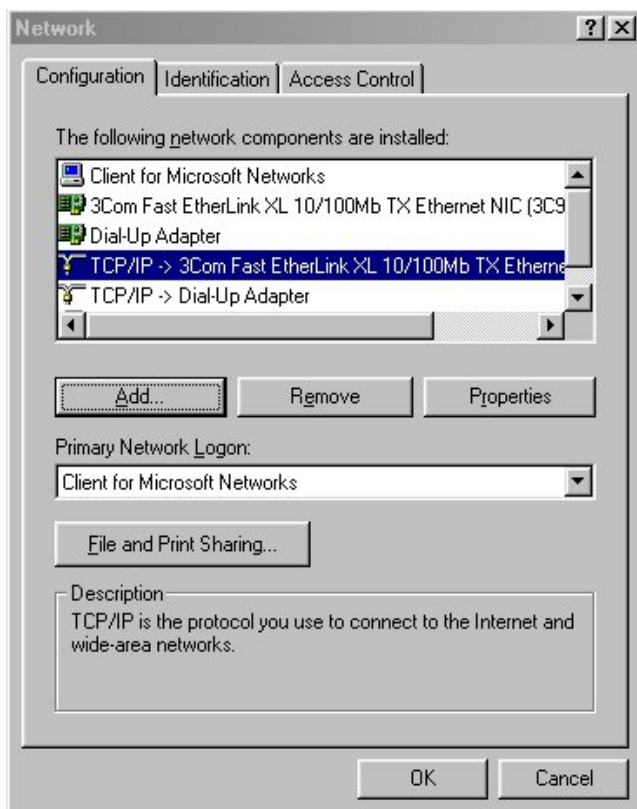 Network
Configuration Identification Access Control
The following network components are installed:
Client for Microsoft Networks
3Com Fast EtherLink XL 10/100Mb TX Ethernet NIC (3C9
Dial-Up Adapter
TCP/IP -> 3Com Fast EtherLink XL 10/100Mb TX Etherne
TCP/IP -> Dial-Up Adapter
Add... Remove Properties
Primary Network Logon:
Client for Microsoft Networks
File and Print Sharing...
Description
TCP/IP is the protocol you use to connect to the Internet and
wide-area networks.
OK Cancel